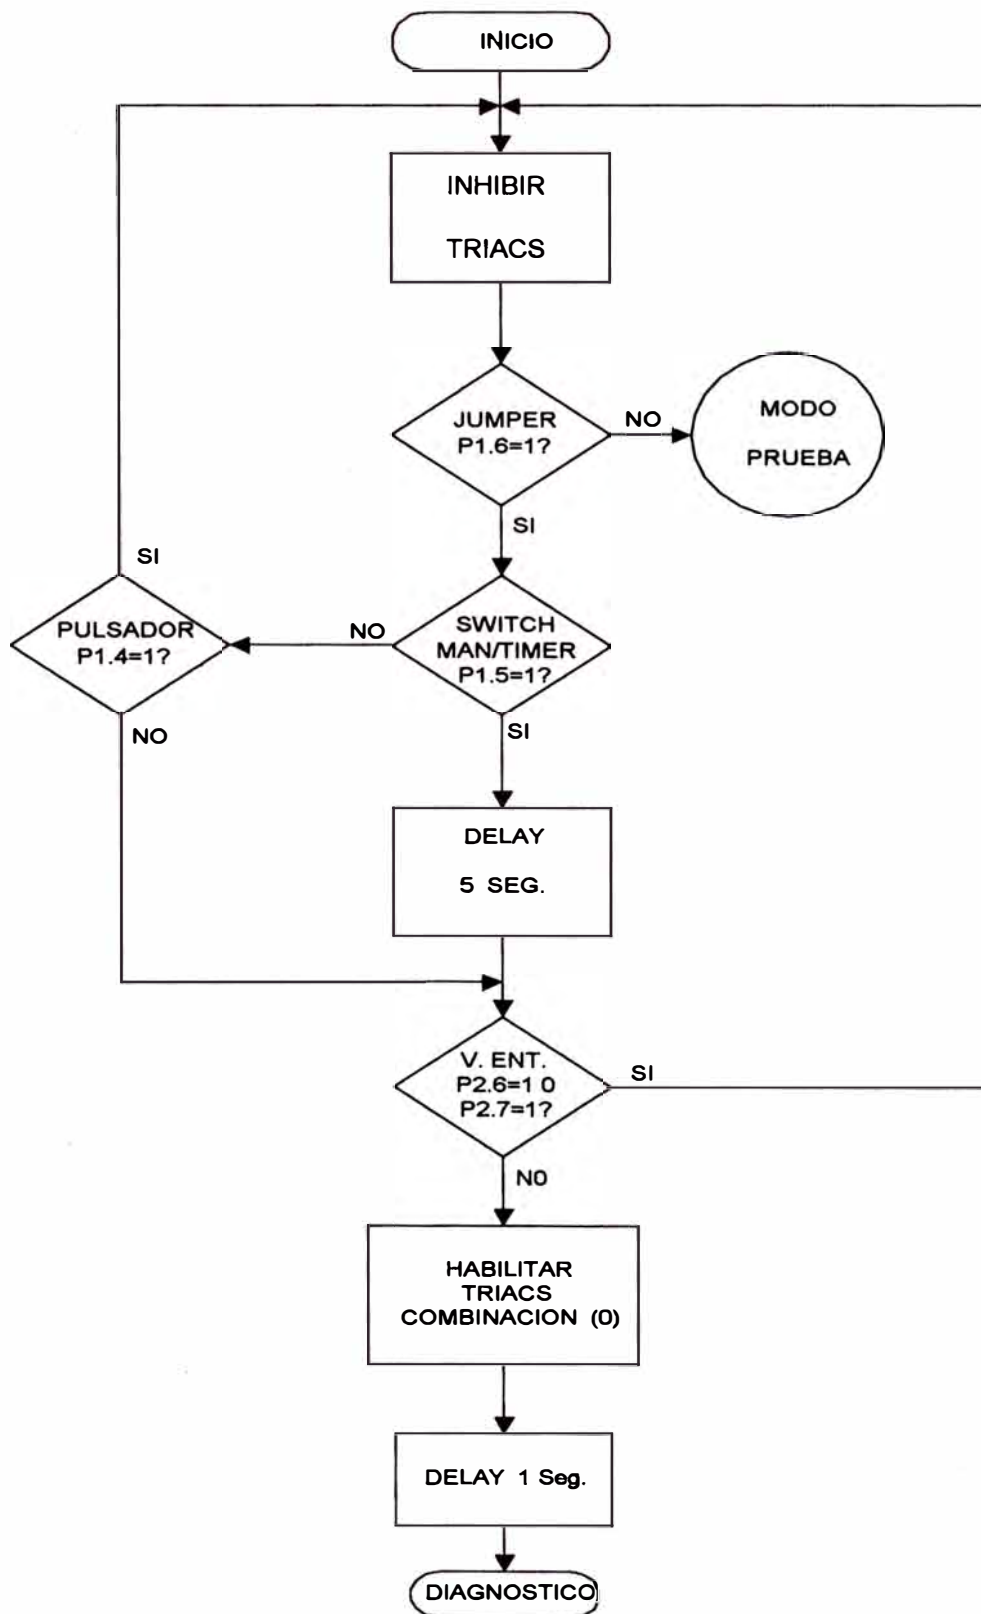 INICIO
INHIBIR
TRIACS
JUMPER
P1.6=1?
NO
MODO
PRUEBA
SI
SI
PULSADOR
P1.4=1?
NO
SWITCH
MAN/TIMER
P1.5=1?
NO
SI
DELAY
5 SEG.
V. ENT.
P2.6=1 0
P2.7=1?
SI
N0
HABILITAR
TRIACS
COMBINACION (0)
DELAY 1 Seg.
DIAGNOSTICO